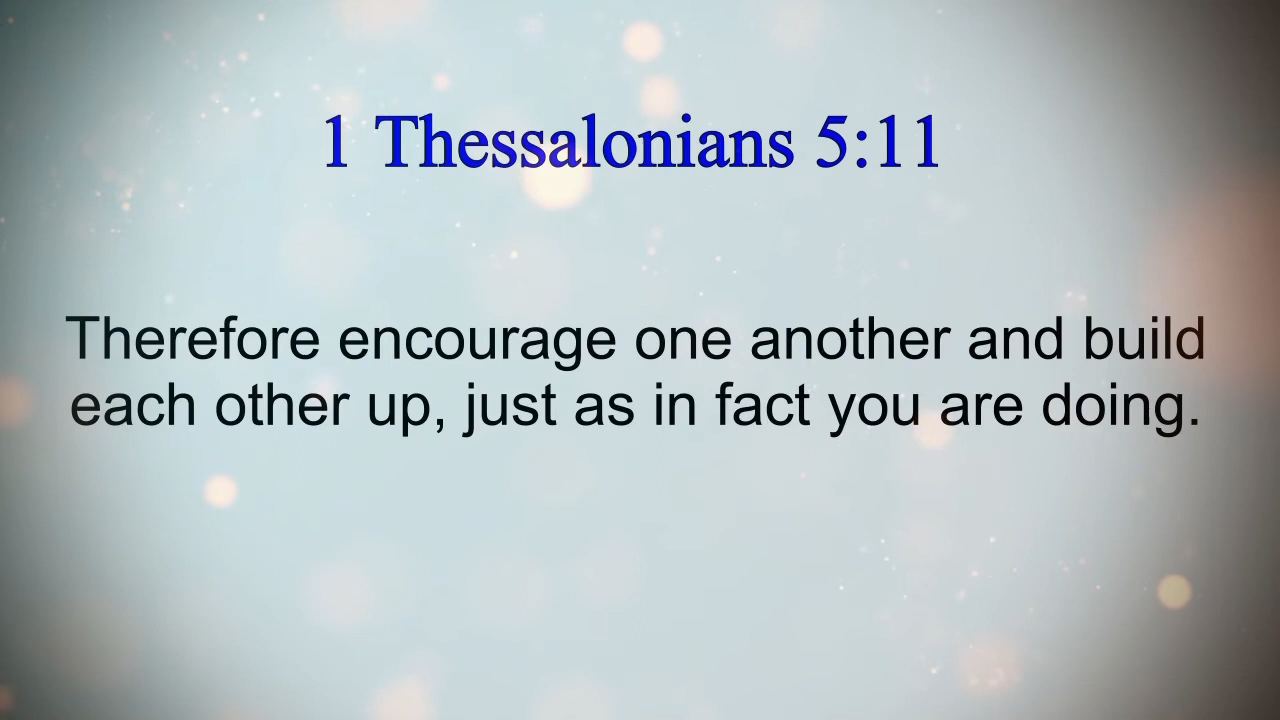 1 Thessalonians 5:11
Therefore encourage one another and build
each other up, just as in fact you are doing.